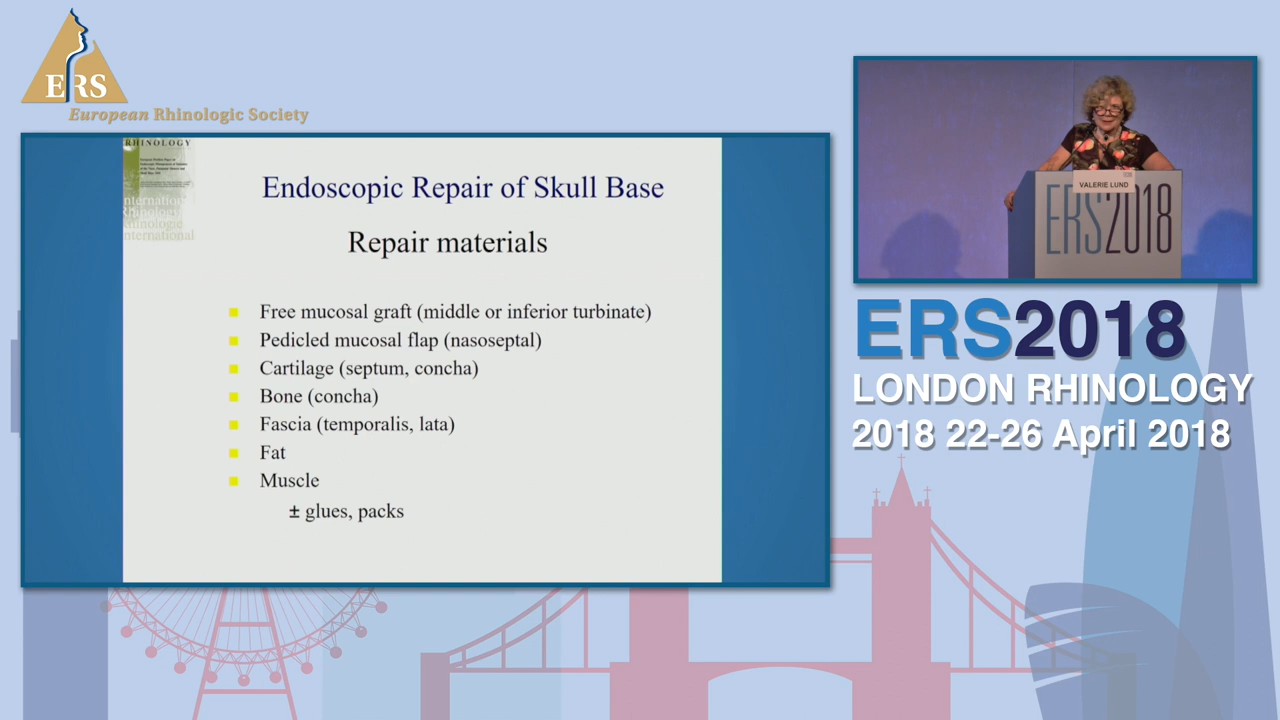 ERS
European Rhinologic Society
RHINOLOGY
Endoscopic Repair of Skull Base
Repair materials
Free mucosal graft (middle or inferior turbinate)
Pedicled mucosal flap (nasoseptal)
Cartilage (septum, concha)
Bone (concha)
Fascia (temporalis, lata)
Fat
Muscle
± glues, packs
VALERIE LUND
ERS2018
ERS2018
LONDON RHINOLOGY
2018 22-26 April 2018